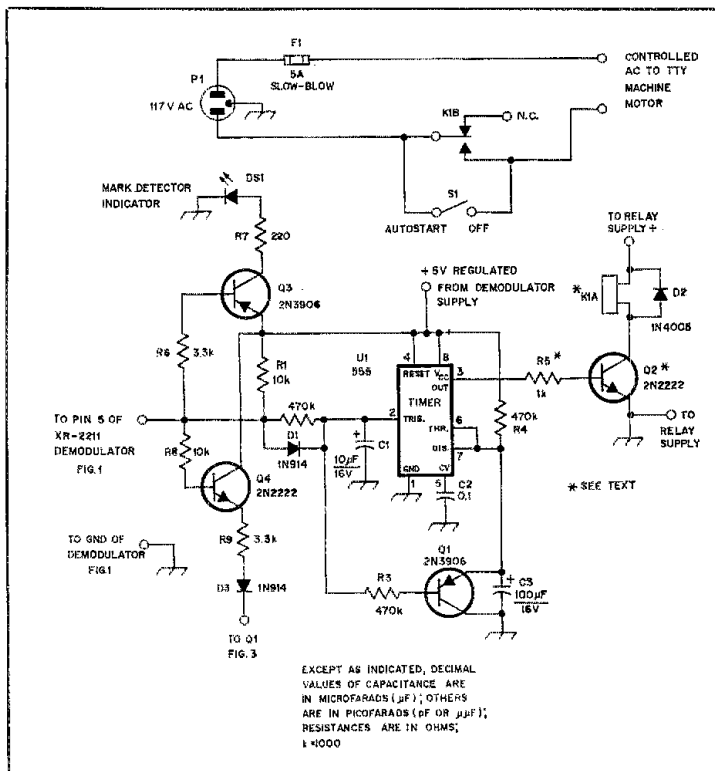 F1
5A
SLOW-BLOW
P1
117V AC
CONTROLLED
AC TO TTY
MACHINE
MOTOR
K1B
N.C.
S1
AUTOSTART OFF
DS1
MARK DETECTOR
INDICATOR
R7 220
Q3
2N3906
+5V REGULATED
FROM DEMODULATOR
SUPPLY
TO RELAY
SUPPLY +
*K1A
D2
1N4005
R6 3.3k
R1
10k
U1
555
4 8
RESET VCC
OUT 3
TIMER
2 TRIG.
THR. 6
DIS. 7
GND CV
1 5
R5*
1k
Q2*
2N2222
TO
RELAY
SUPPLY
470k
R4
TO PIN 5 OF
XR-2211
DEMODULATOR
FIG.1
470k
D1
1N914
C1
10µF
16V
R8 10k
Q4
2N2222
C2
0.1
* SEE TEXT
TO GND OF
DEMODULATOR
FIG.1
R9 3.3k
D3 1N914
TO Q1
FIG. 3
R3
470k
Q1
2N3906
C3
100µF
16V
EXCEPT AS INDICATED, DECIMAL
VALUES OF CAPACITANCE ARE
IN MICROFARADS (µF); OTHERS
ARE IN PICOFARADS (pF OR µµF);
RESISTANCES ARE IN OHMS;
k=1000